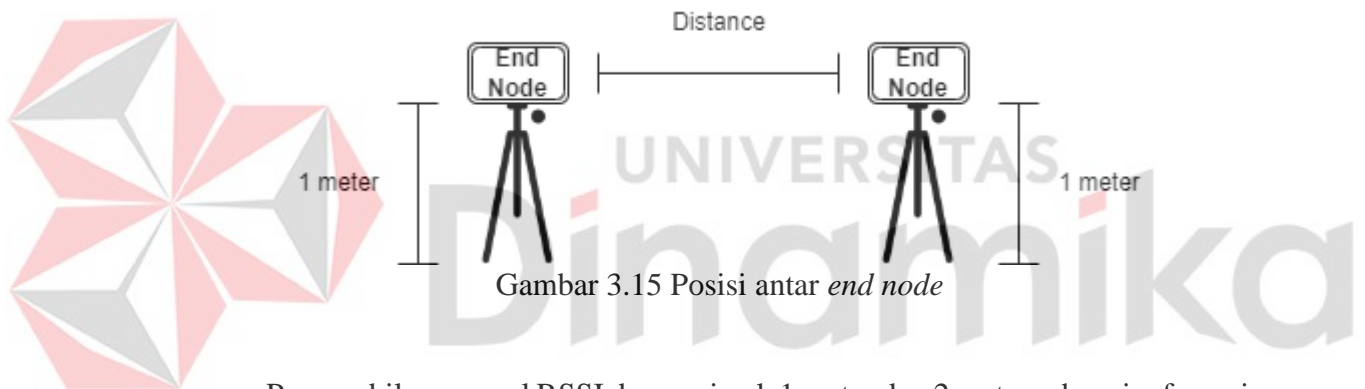 Distance
End
Node
End
Node
1 meter
1 meter
UNIVERSITAS
Dinamika
Gambar 3.15 Posisi antar end node